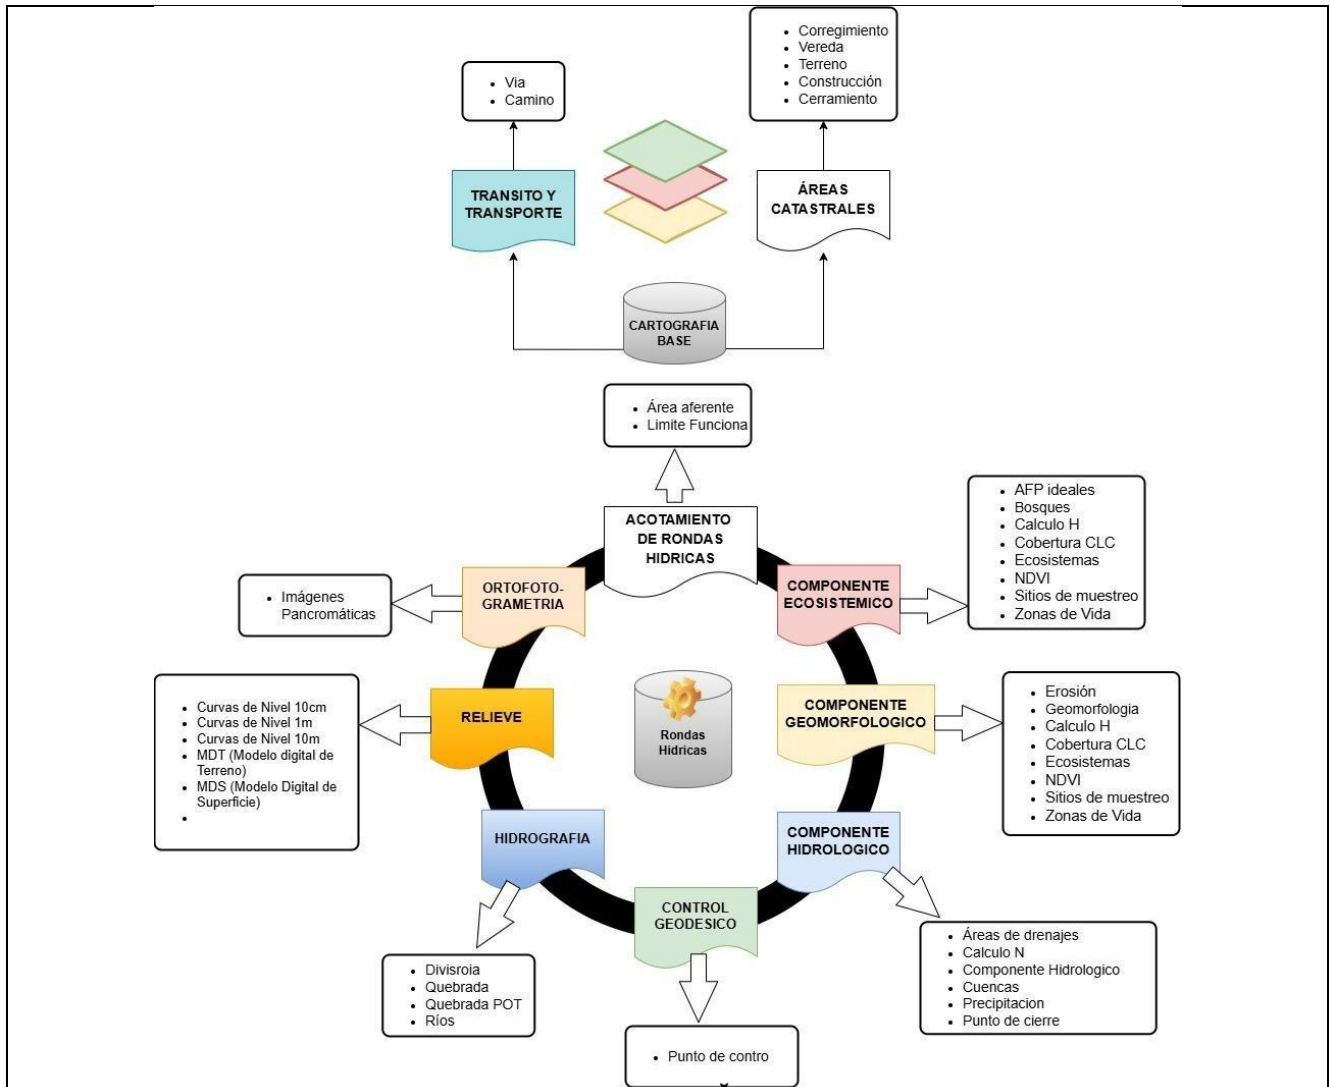 • Corregimiento
• Vereda
• Terreno
• Construcción
• Cerramiento
• Via
• Camino
TRANSITO Y
TRANSPORTE
ÁREAS
CATASTRALES
CARTOGRAFIA
BASE
• Área aferente
• Limite Funciona
ACOTAMIENTO
DE RONDAS
HIDRICAS
• AFP ideales
• Bosques
• Calculo H
• Cobertura CLC
• Ecosistemas
• NDVI
• Sitios de muestreo
• Zonas de Vida
COMPONENTE
ECOSISTEMICO
ORTOFOTO-
GRAMETRIA
• Imágenes
Pancromáticas
• Curvas de Nivel 10cm
• Curvas de Nivel 1m
• Curvas de Nivel 10m
• MDT (Modelo digital de
Terreno)
• MDS (Modelo Digital de
Superficie)
•
RELIEVE
Rondas
Hidricas
COMPONENTE
GEOMORFOLOGICO
• Erosión
• Geomorfologia
• Calculo H
• Cobertura CLC
• Ecosistemas
• NDVI
• Sitios de muestreo
• Zonas de Vida
HIDROGRAFIA
COMPONENTE
HIDROLOGICO
CONTROL
GEODESICO
• Divisroia
• Quebrada
• Quebrada POT
• Ríos
• Áreas de drenajes
• Calculo N
• Componente Hidrologico
• Cuencas
• Precipitacion
• Punto de cierre
• Punto de contro